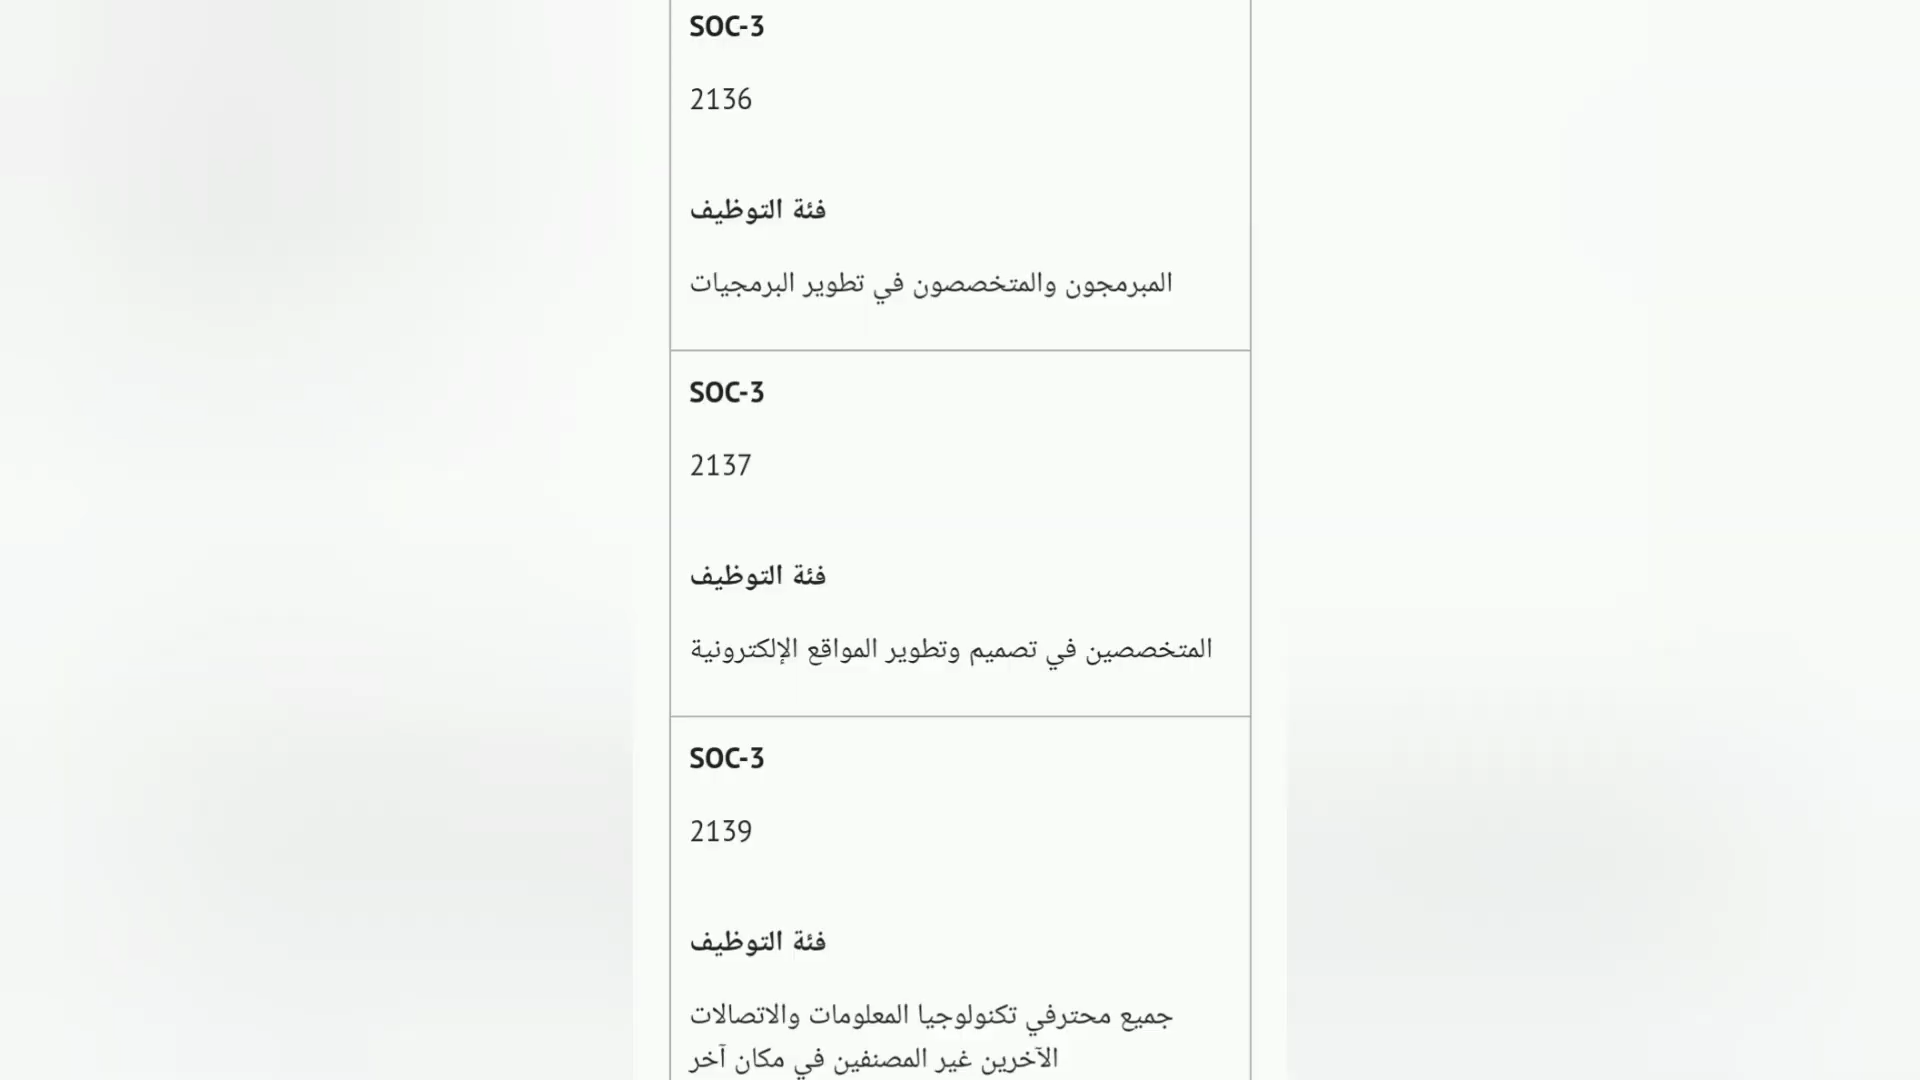 SOC-3
2136
فئة التوظيف
المبرمجون والمتخصصون في تطوير البرمجيات
SOC-3
2137
فئة التوظيف
المتخصصين في تصميم وتطوير المواقع الإلكترونية
SOC-3
2139
فئة التوظيف
جميع محترفي تكنولوجيا المعلومات والاتصالات
الآخرين غير المصنفين في مكان آخر